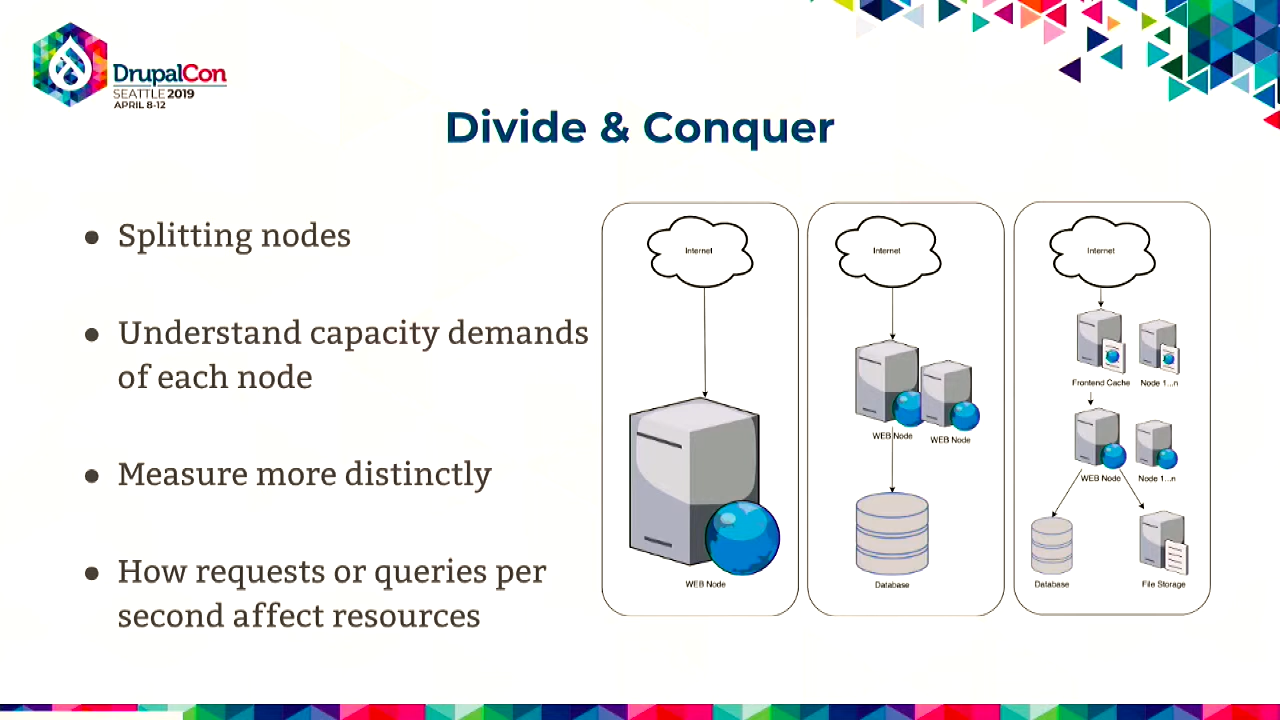 DrupalCon
SEATTLE 2019
APRIL 8-12
Divide & Conquer
● Splitting nodes
● Understand capacity demands
of each node
● Measure more distinctly
● How requests or queries per
second affect resources
Internet
WEB Node
Internet
WEB Node
WEB Node
Database
Internet
Frontend Cache
Node 1...n
WEB Node
Node 1...n
Database
File Storage